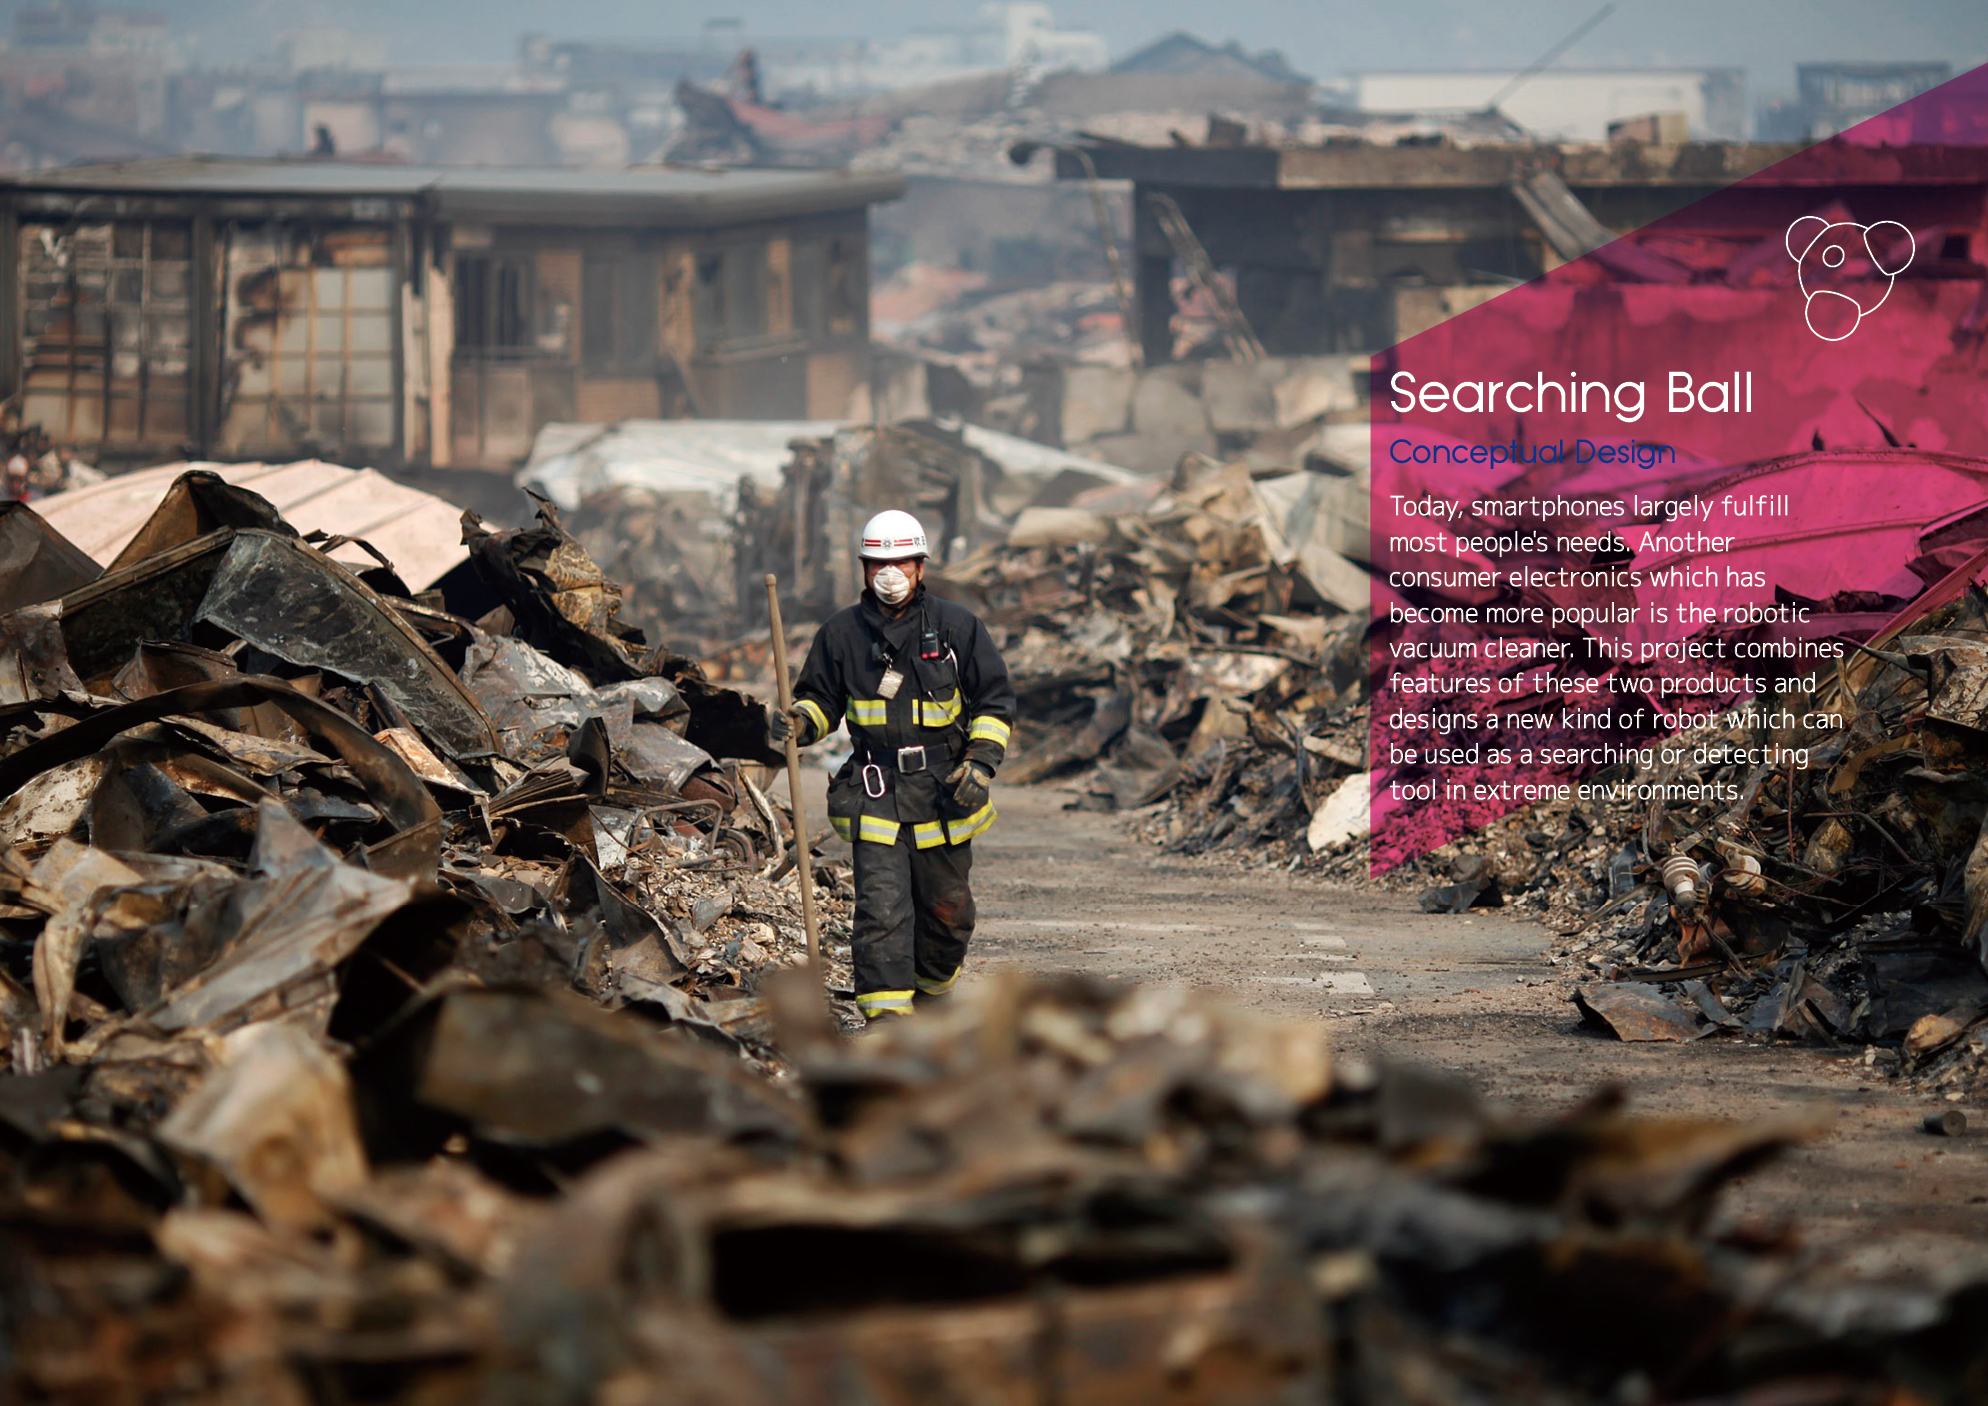 Searching Ball
Conceptual Design
Today, smartphones largely fulfill
most people's needs. Another
consumer electronics which has
become more popular is the robotic
vacuum cleaner. This project combines
features of these two products and
designs a new kind of robot which can
be used as a searching or detecting
tool in extreme environments.